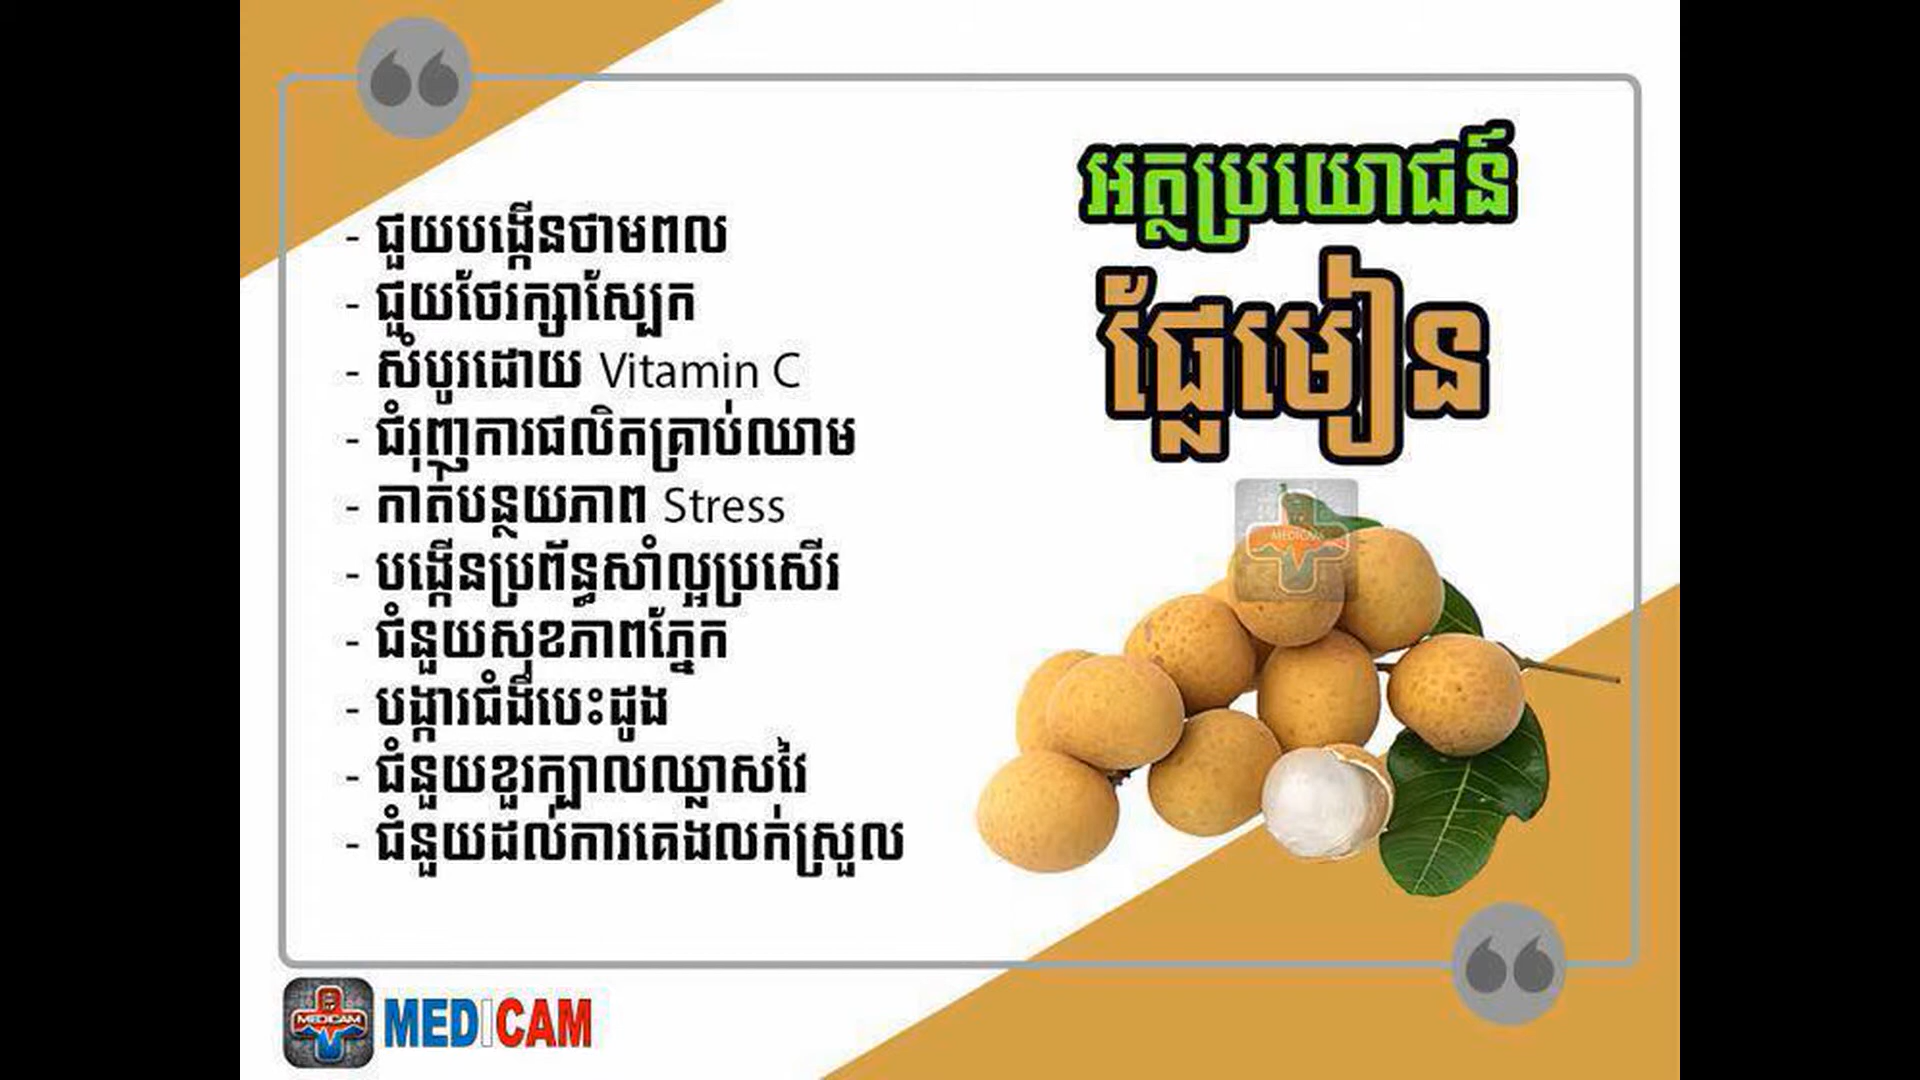 អត្ថប្រយោជន៍
ផ្លែមៀន
- ជួយបង្កើនថាមពល
- ជួយថែរក្សាស្បែក
- សំបូរដោយ Vitamin C
- ជំរុញការផលិតគ្រាប់ឈាម
- កាត់បន្ថយភាព Stress
- បង្កើនប្រព័ន្ធសាំល្អប្រសើរ
- ជំនួយសុខភាពភ្នែក
- បង្ការជំងឺបេះដូង
- ជំនួយខួរក្បាលឈ្លាសវៃ
- ជំនួយដល់ការគេងលក់ស្រួល
MEDICAM
MEDICAM
MEDICAM